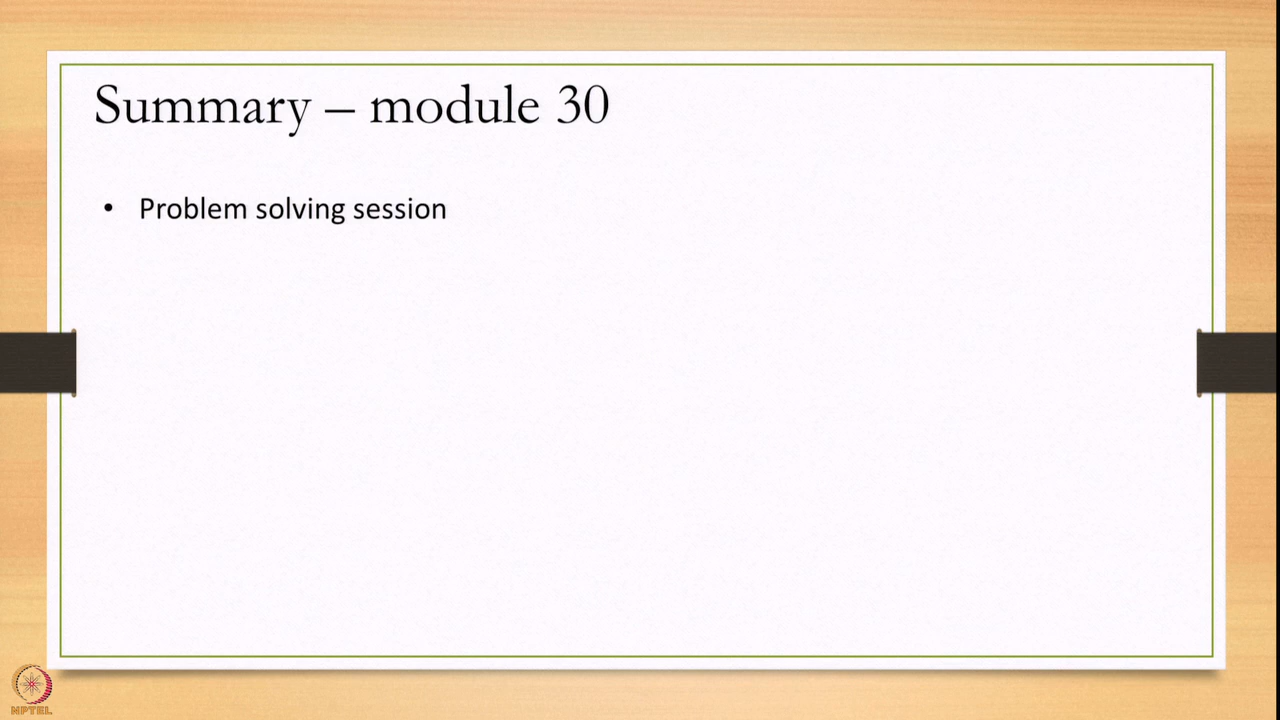 Summary – module 30
• Problem solving session
NPTEL